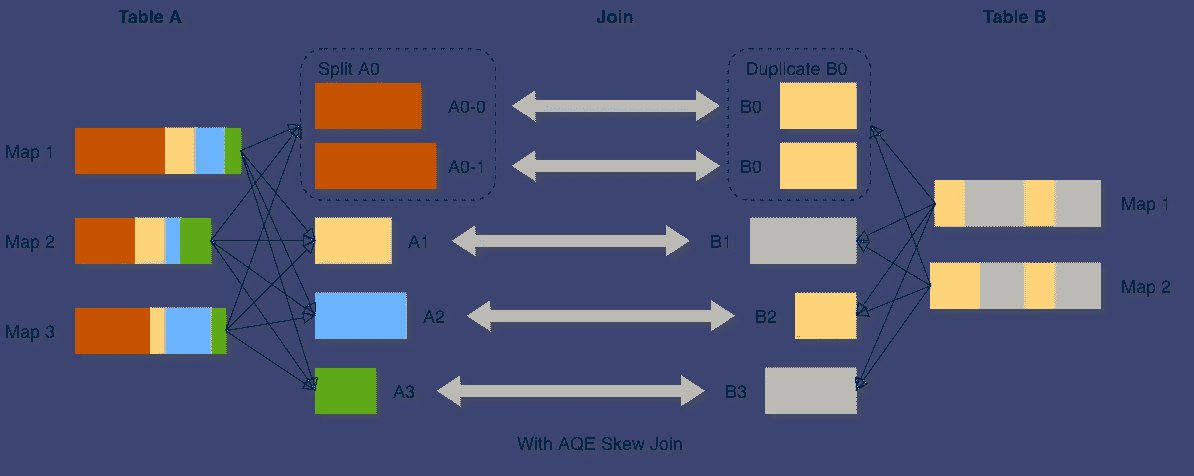 Table A
Join
Table B
Split A0
Duplicate B0
A0-0
B0
Map 1
A0-1
B0
Map 1
Map 2
A1
B1
Map 2
Map 3
A2
B2
A3
B3
With AQE Skew Join